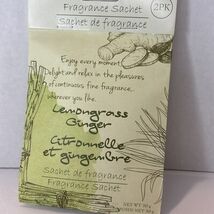 Fragrance Sachet
2PK
Sachet de fragrance
Enjoy every moment.
Delight and relax in the pleasures
of continuous fine fragrance...
wherever you like.
Lemongrass
Ginger
Citronnelle
et gingembre
Sachet de fragrance
Fragrance Sachet